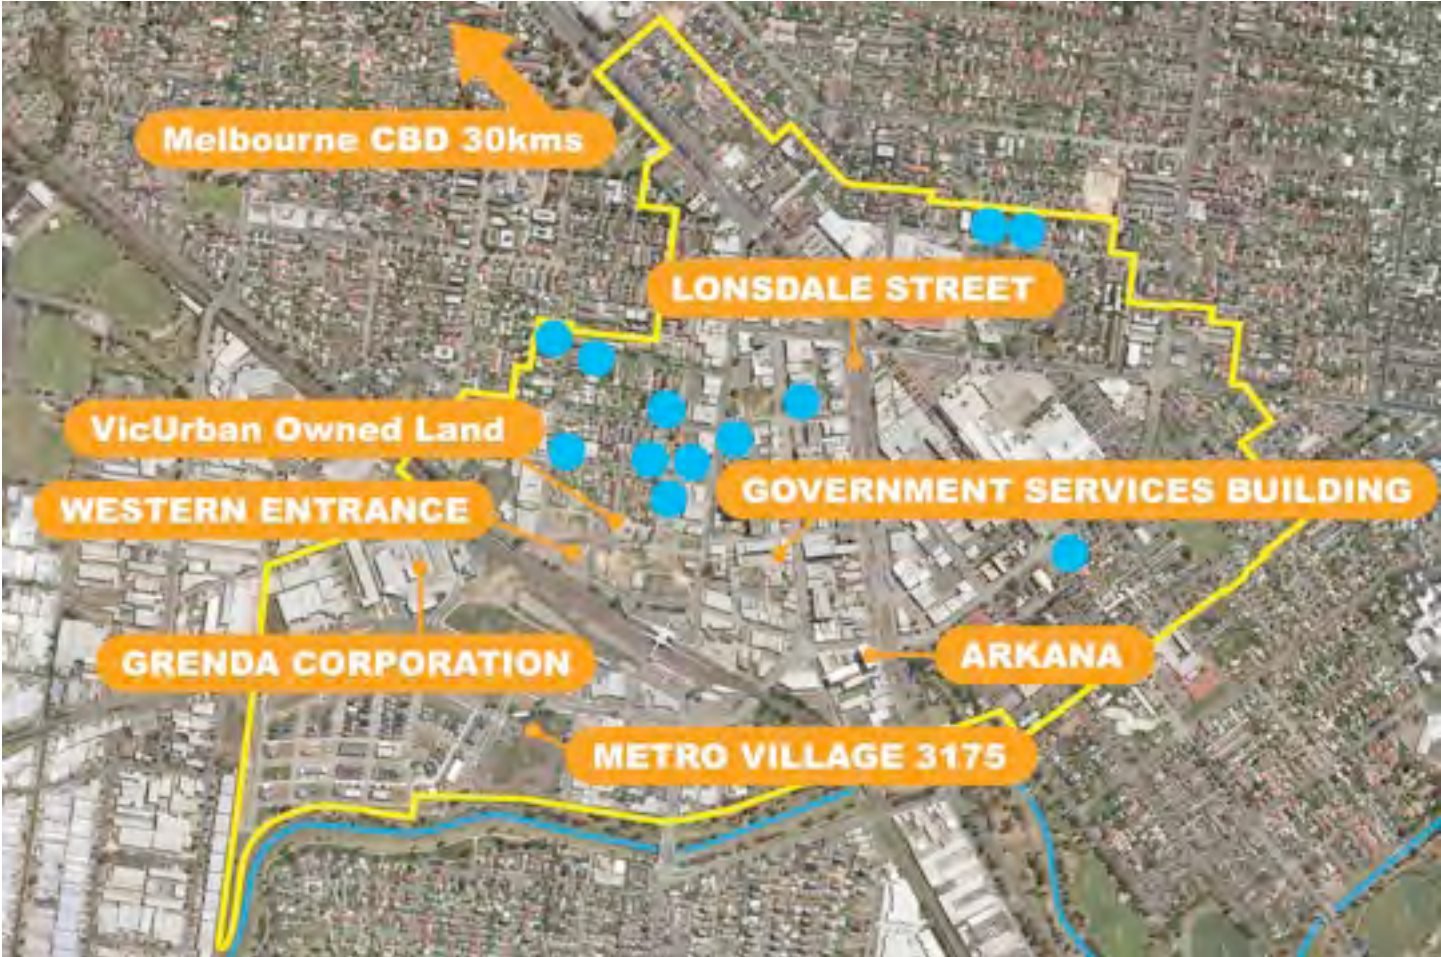 Melbourne CBD 30kms
LONSDALE STREET
VicUrban Owned Land
GOVERNMENT SERVICES BUILDING
WESTERN ENTRANCE
GRENDA CORPORATION
ARKANA
METRO VILLAGE 3175